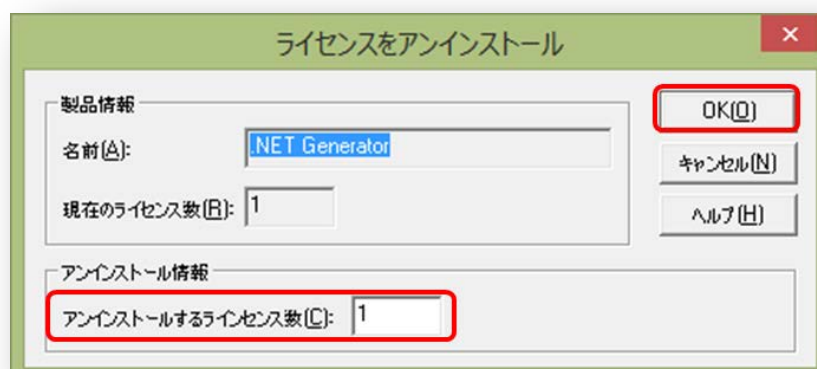 ライセンスをアンインストール
製品情報
名前(A): .NET Generator
現在のライセンス数(R): 1
OK(O)
キャンセル(N)
ヘルプ(H)
アンインストール情報
アンインストールするラインセンス数(C): 1